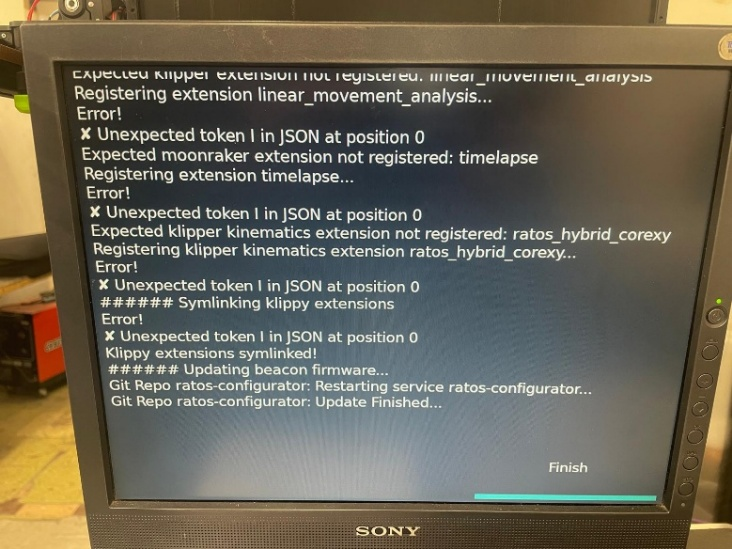 Expected klipper extension not registered: linear_movement_analysis
Registering extension linear_movement_analysis...
Error!
✘ Unexpected token I in JSON at position 0
Expected moonraker extension not registered: timelapse
Registering extension timelapse...
Error!
✘ Unexpected token I in JSON at position 0
Expected klipper kinematics extension not registered: ratos_hybrid_corexy
Registering klipper kinematics extension ratos_hybrid_corexy...
Error!
✘ Unexpected token I in JSON at position 0
###### Symlinking klippy extensions
Error!
✘ Unexpected token I in JSON at position 0
Klippy extensions symlinked!
###### Updating beacon firmware...
Git Repo ratos-configurator: Restarting service ratos-configurator...
Git Repo ratos-configurator: Update Finished...
Finish
SONY